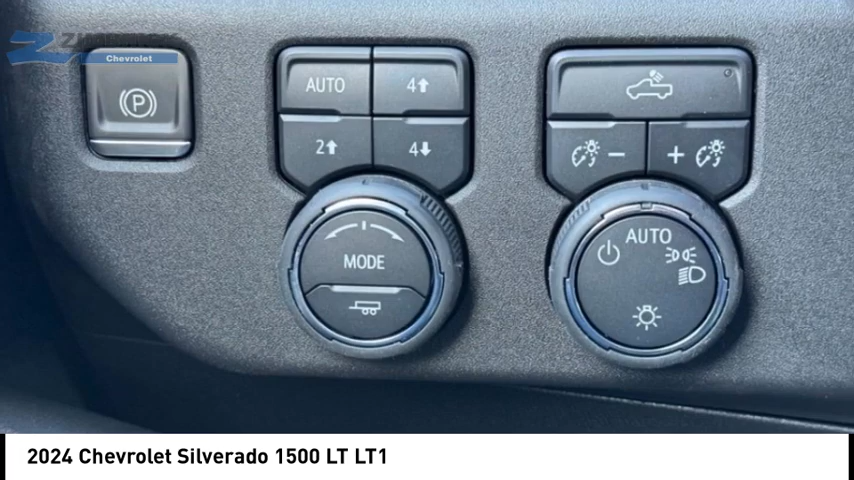 Chevrolet
P
AUTO 4⬆
2⬆ 4⬇
− +
MODE
AUTO
2024 Chevrolet Silverado 1500 LT LT1